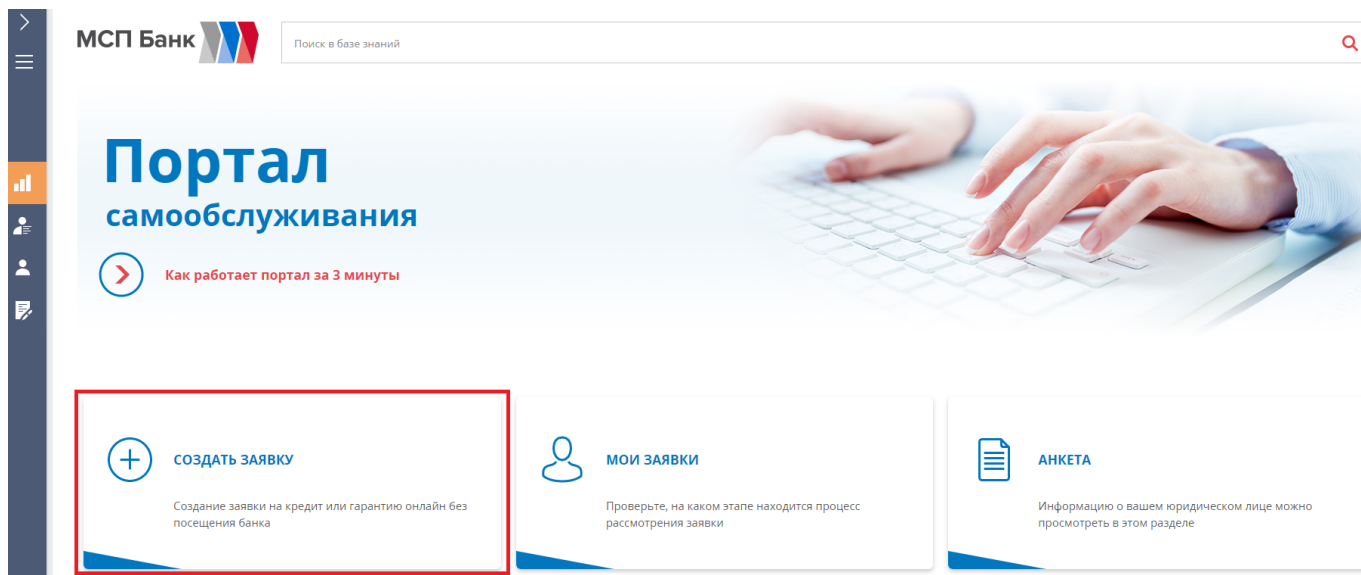 МСП Банк
Поиск в базе знаний
Портал
самообслуживания
Как работает портал за 3 минуты
СОЗДАТЬ ЗАЯВКУ
Создание заявки на кредит или гарантию онлайн без
посещения банка
МОИ ЗАЯВКИ
Проверьте, на каком этапе находится процесс
рассмотрения заявки
АНКЕТА
Информацию о вашем юридическом лице можно
просмотреть в этом разделе